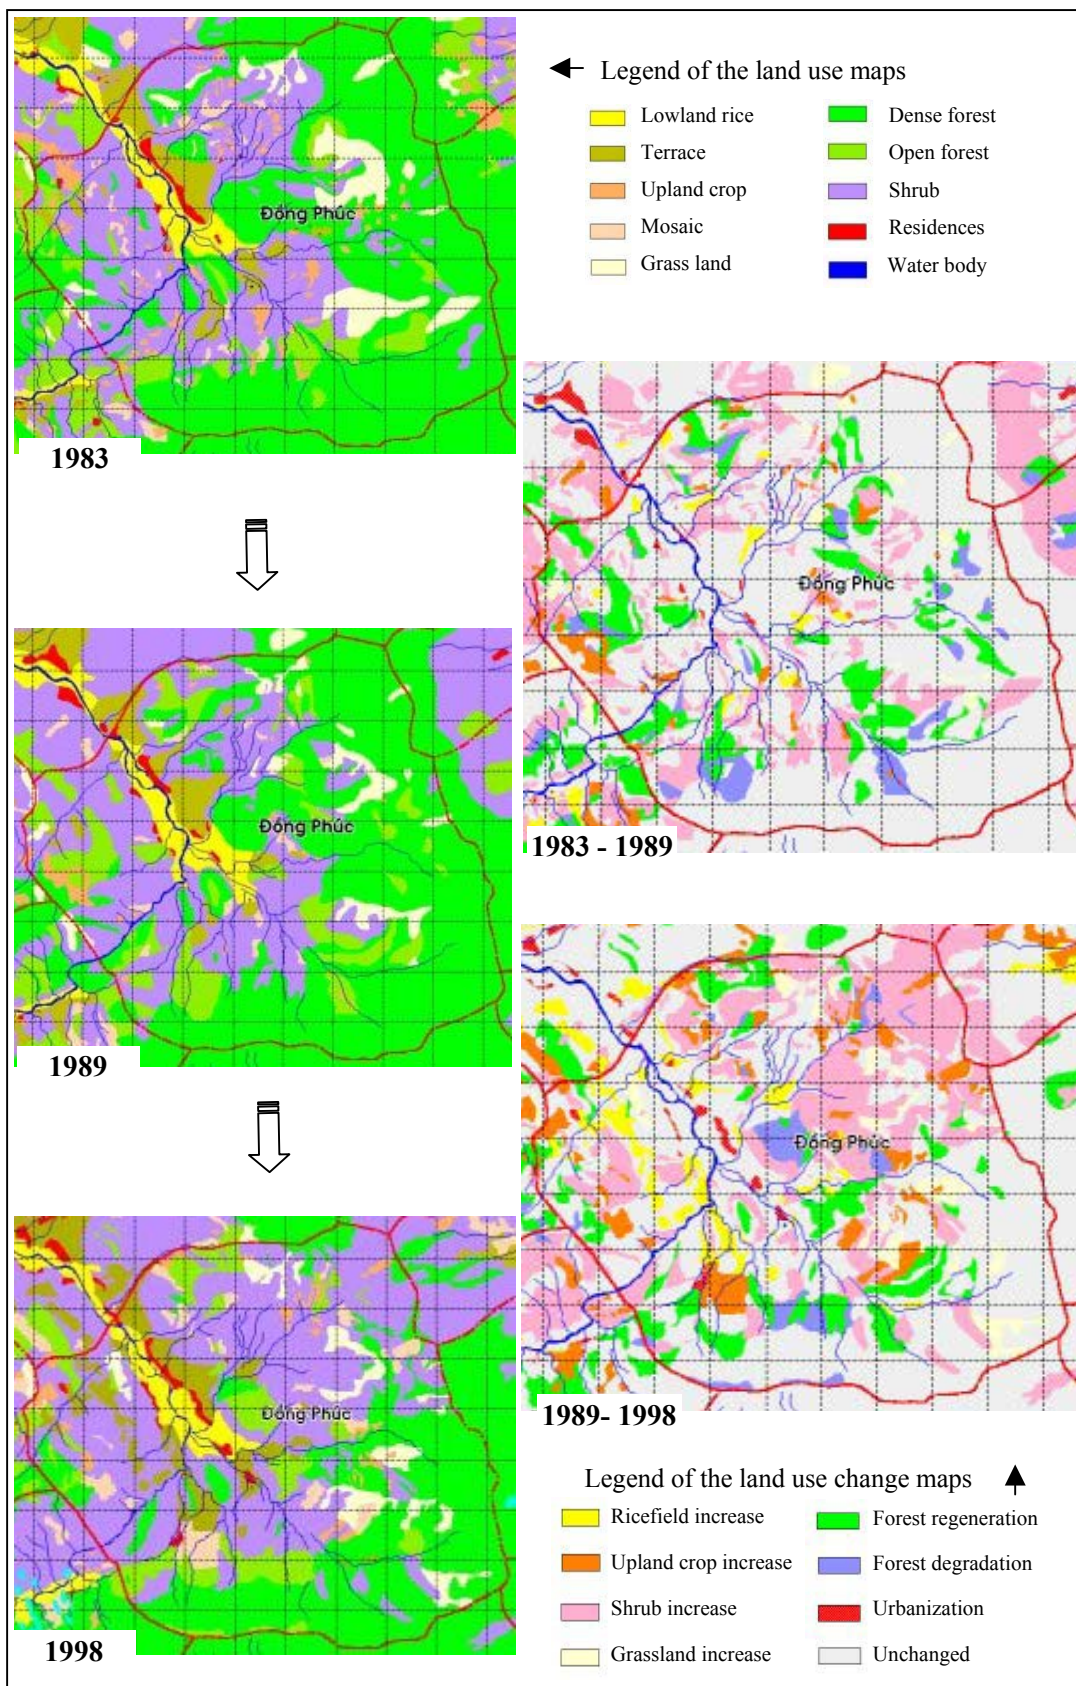 Legend of the land use maps
Lowland rice
Dense forest
Terrace
Open forest
Upland crop
Shrub
Mosaic
Residences
Grass land
Water body
Đồng Phúc
1983
Đồng Phúc
1983 - 1989
Đồng Phúc
1989
Đồng Phúc
1989- 1998
Đồng Phúc
1998
Legend of the land use change maps
Ricefield increase
Forest regeneration
Upland crop increase
Forest degradation
Shrub increase
Urbanization
Grassland increase
Unchanged